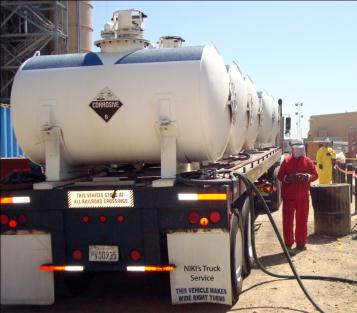 CORROSIVE
8
THIS VEHICLE STOPS AT
ALL RAILROAD CROSSINGS
NIKI's Truck
Service
THIS VEHICLE MAKES
WIDE RIGHT TURNS